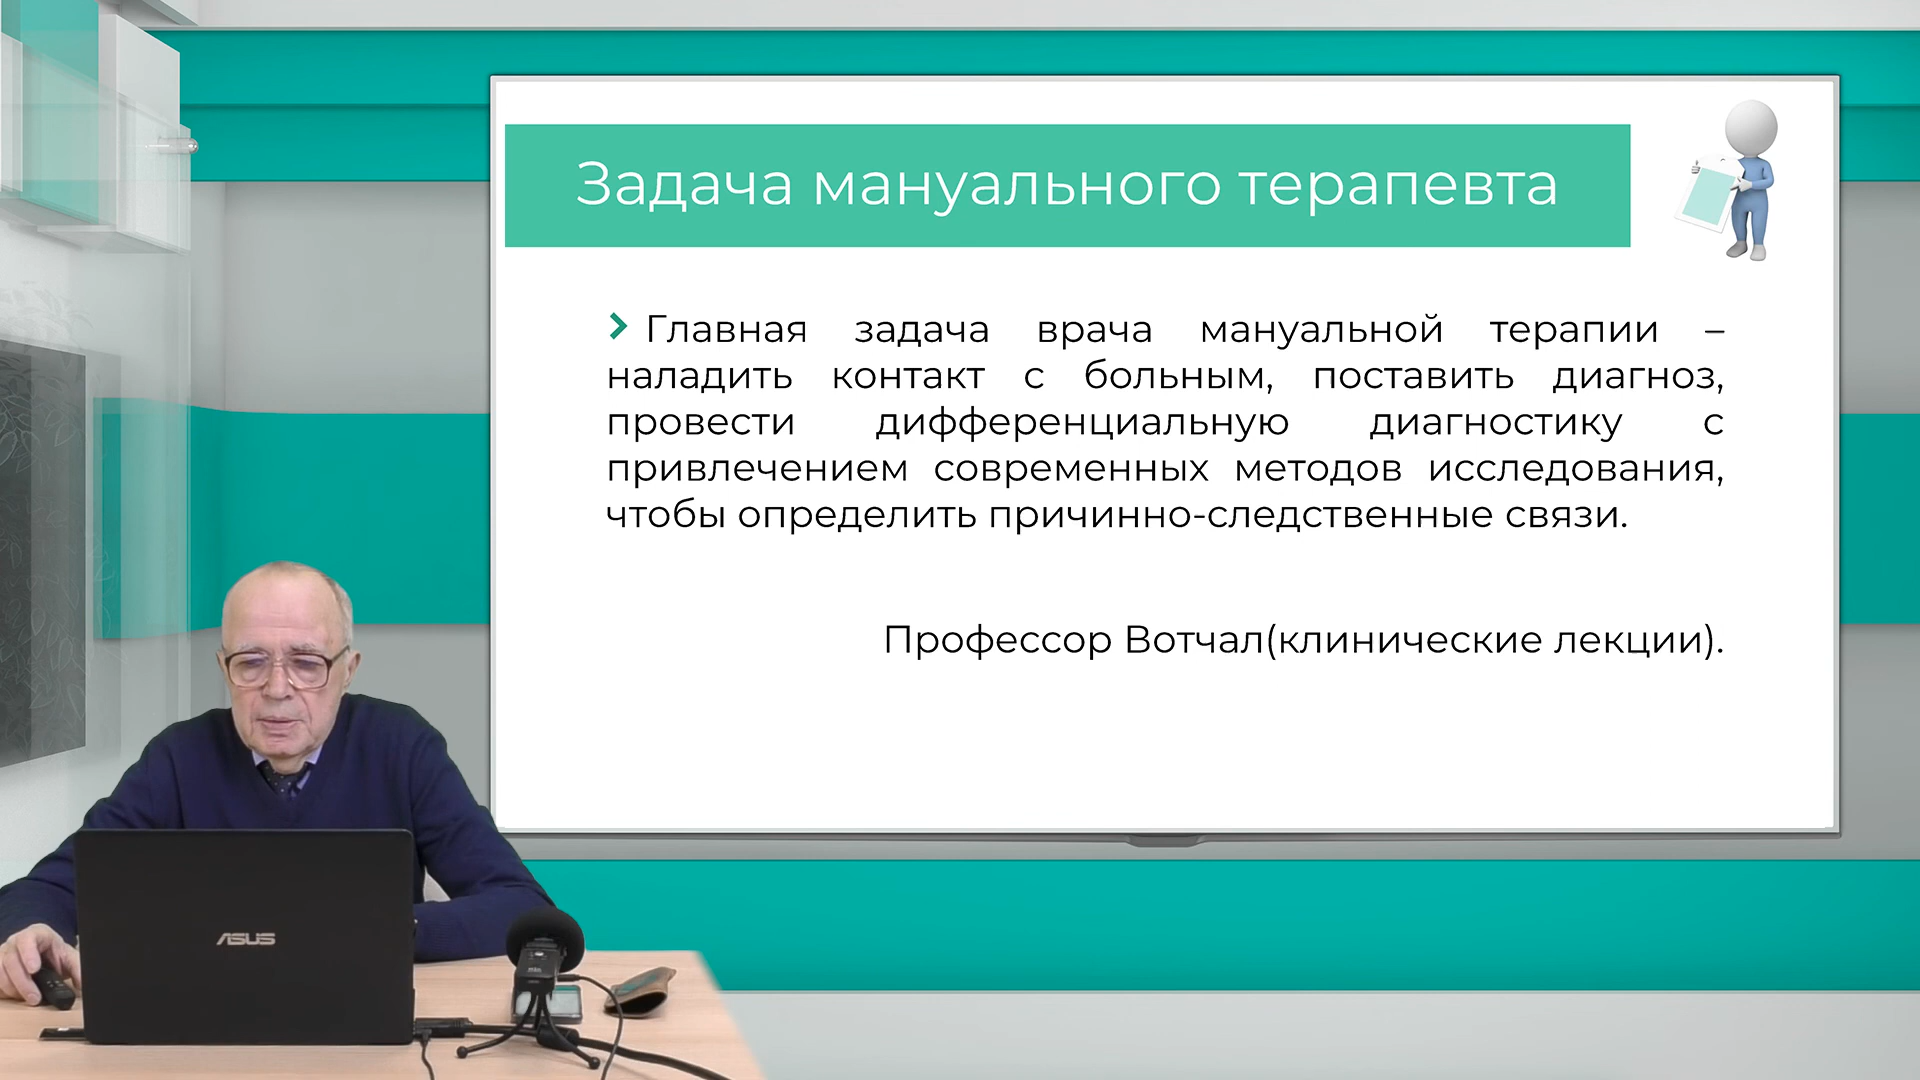 Задача мануального терапевта
Главная задача врача мануальной терапии –
наладить контакт с больным, поставить диагноз,
провести дифференциальную диагностику с
привлечением современных методов исследования,
чтобы определить причинно-следственные связи.
Профессор Вотчал(клинические лекции).
ASUS